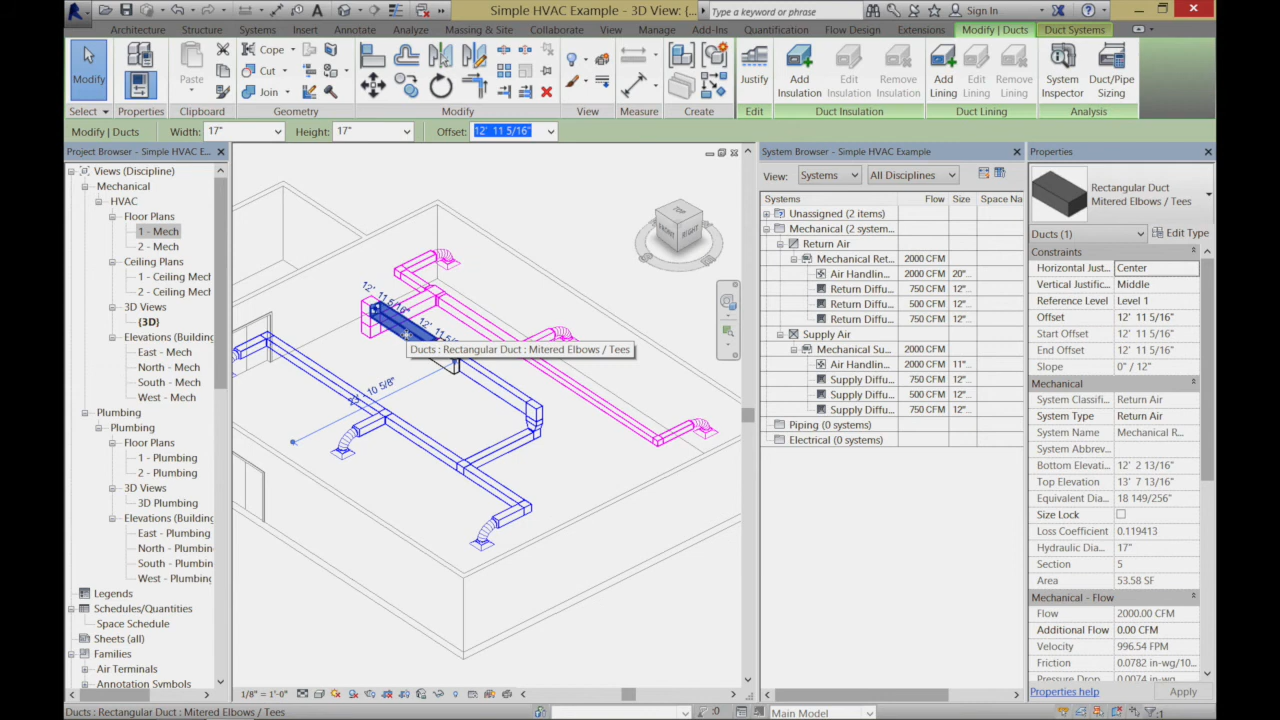 Simple HVAC Example - 3D View: {...
Type a keyword or phrase
Sign In
Architecture
Structure
Systems
Insert
Annotate
Analyze
Massing & Site
Collaborate
View
Manage
Add-Ins
Quantification
Flow Design
Extensions
Modify | Ducts
Duct Systems
Modify
Paste
Cope
Cut
Join
Justify
Add Insulation
Edit Insulation
Remove Insulation
Add Lining
Edit Lining
Remove Lining
System Inspector
Duct/Pipe Sizing
Select
Properties
Clipboard
Geometry
Modify
View
Measure
Create
Edit
Duct Insulation
Duct Lining
Analysis
Modify | Ducts
Width: 17"
Height: 17"
Offset: 12' 11 5/16"
Project Browser - Simple HVAC E...
Views (Discipline)
Mechanical
HVAC
Floor Plans
1 - Mech
2 - Mech
Ceiling Plans
1 - Ceiling Mech
2 - Ceiling Mech
3D Views
(3D)
Elevations (Building
East - Mech
North - Mech
South - Mech
West - Mech
Plumbing
Plumbing
Floor Plans
1 - Plumbing
2 - Plumbing
3D Views
3D Plumbing
Elevations (Building
East - Plumbing
North - Plumbin
South - Plumbin
West - Plumbing
Legends
Schedules/Quantities
Space Schedule
Sheets (all)
Families
Air Terminals
Annotation Symbols
TOP
FRONT
RIGHT
12' 11 5/16"
Ducts : Rectangular Duct : Mitered Elbows / Tees
1/8" = 1'-0"
System Browser - Simple HVAC Example
View: Systems
All Disciplines
Systems Flow Size Space Na
Unassigned (2 items)
Mechanical (2 system...
Return Air
Mechanical Ret... 2000 CFM
Air Handlin... 2000 CFM 20"...
Return Diffu... 750 CFM 12"...
Return Diffu... 500 CFM 12"...
Return Diffu... 750 CFM 12"...
Supply Air
Mechanical Su... 2000 CFM
Air Handlin... 2000 CFM 11"...
Supply Diffu... 750 CFM 12"...
Supply Diffu... 500 CFM 12"...
Supply Diffu... 750 CFM 12"...
Piping (0 systems)
Electrical (0 systems)
Properties
Rectangular Duct
Mitered Elbows / Tees
Ducts (1)
Edit Type
Constraints
Horizontal Just... Center
Vertical Justific... Middle
Reference Level Level 1
Offset 12' 11 5/16"
Start Offset 12' 11 5/16"
End Offset 12' 11 5/16"
Slope 0" / 12"
Mechanical
System Classifi... Return Air
System Type Return Air
System Name Mechanical R...
System Abbrev...
Bottom Elevati... 12' 2 13/16"
Top Elevation 13' 7 13/16"
Equivalent Dia... 18 149/256"
Size Lock
Loss Coefficient 0.119413
Hydraulic Dia... 17"
Section 5
Area 53.58 SF
Mechanical - Flow
Flow 2000.00 CFM
Additional Flow 0.00 CFM
Velocity 996.54 FPM
Friction 0.0782 in-wg/10...
Pressure Drop 0.0074 in-wg
Properties help
Apply
Ducts : Rectangular Duct : Mitered Elbows / Tees
:0
Main Model
:1